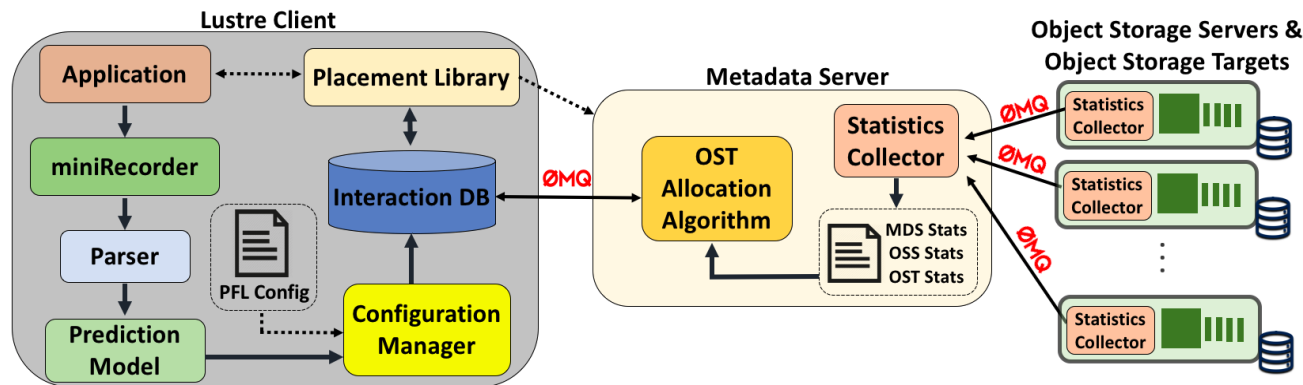 Lustre Client
Application
Placement Library
miniRecorder
Interaction DB
Parser
PFL Config
Prediction
Model
Configuration
Manager
ØMQ
Metadata Server
OST
Allocation
Algorithm
Statistics
Collector
MDS Stats
OSS Stats
OST Stats
Object Storage Servers &
Object Storage Targets
ØMQ
Statistics
Collector
ØMQ
Statistics
Collector
ØMQ
Statistics
Collector